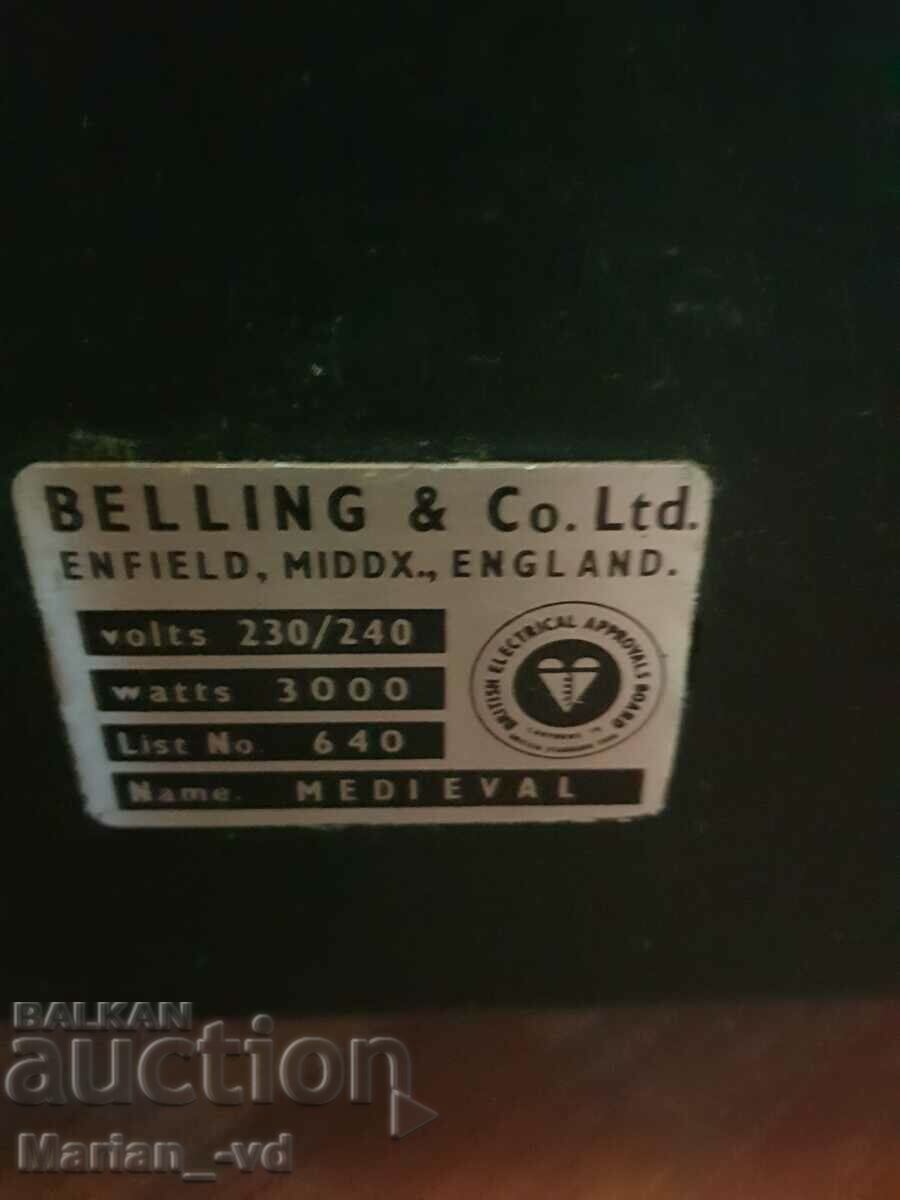 BELLING & Co. Ltd.
ENFIELD, MIDDX., ENGLAND.
volts 230/240
watts 3000
List No. 640
Name. MEDIEVAL
BRITISH ELECTRICAL APPROVALS BOARD
BALKAN
auction
Marian_-vd